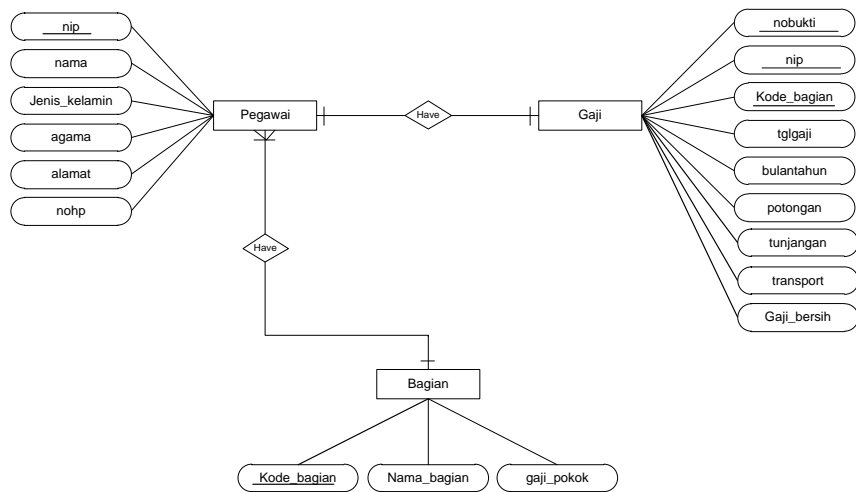 nip
nama
Jenis_kelamin
agama
alamat
nohp
Pegawai
Have
Gaji
nobukti
nip
Kode_bagian
tglgaji
bulantahun
potongan
tunjangan
transport
Gaji_bersih
Have
Bagian
Kode_bagian
Nama_bagian
gaji_pokok